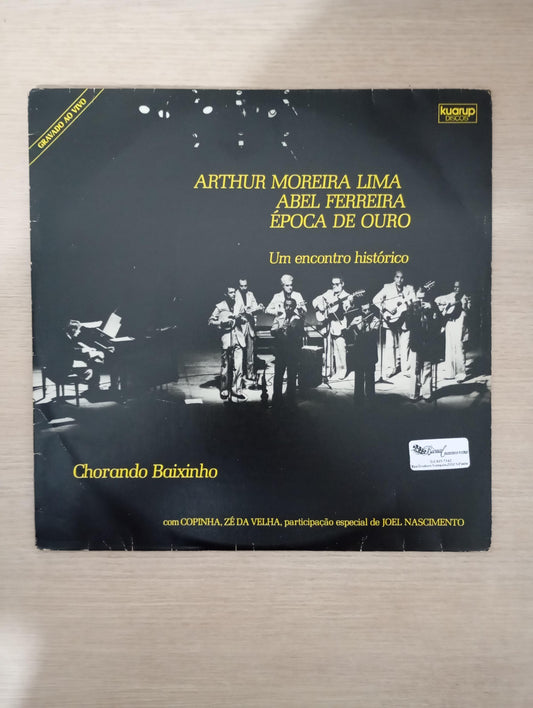 GRAVADO AO VIVO
kuarup
DISCOS
ARTHUR MOREIRA LIMA
ABEL FERREIRA
ÉPOCA DE OURO
Um encontro histórico
Chorando Baixinho
com COPINHA, ZÉ DA VELHA, participação especial de JOEL NASCIMENTO